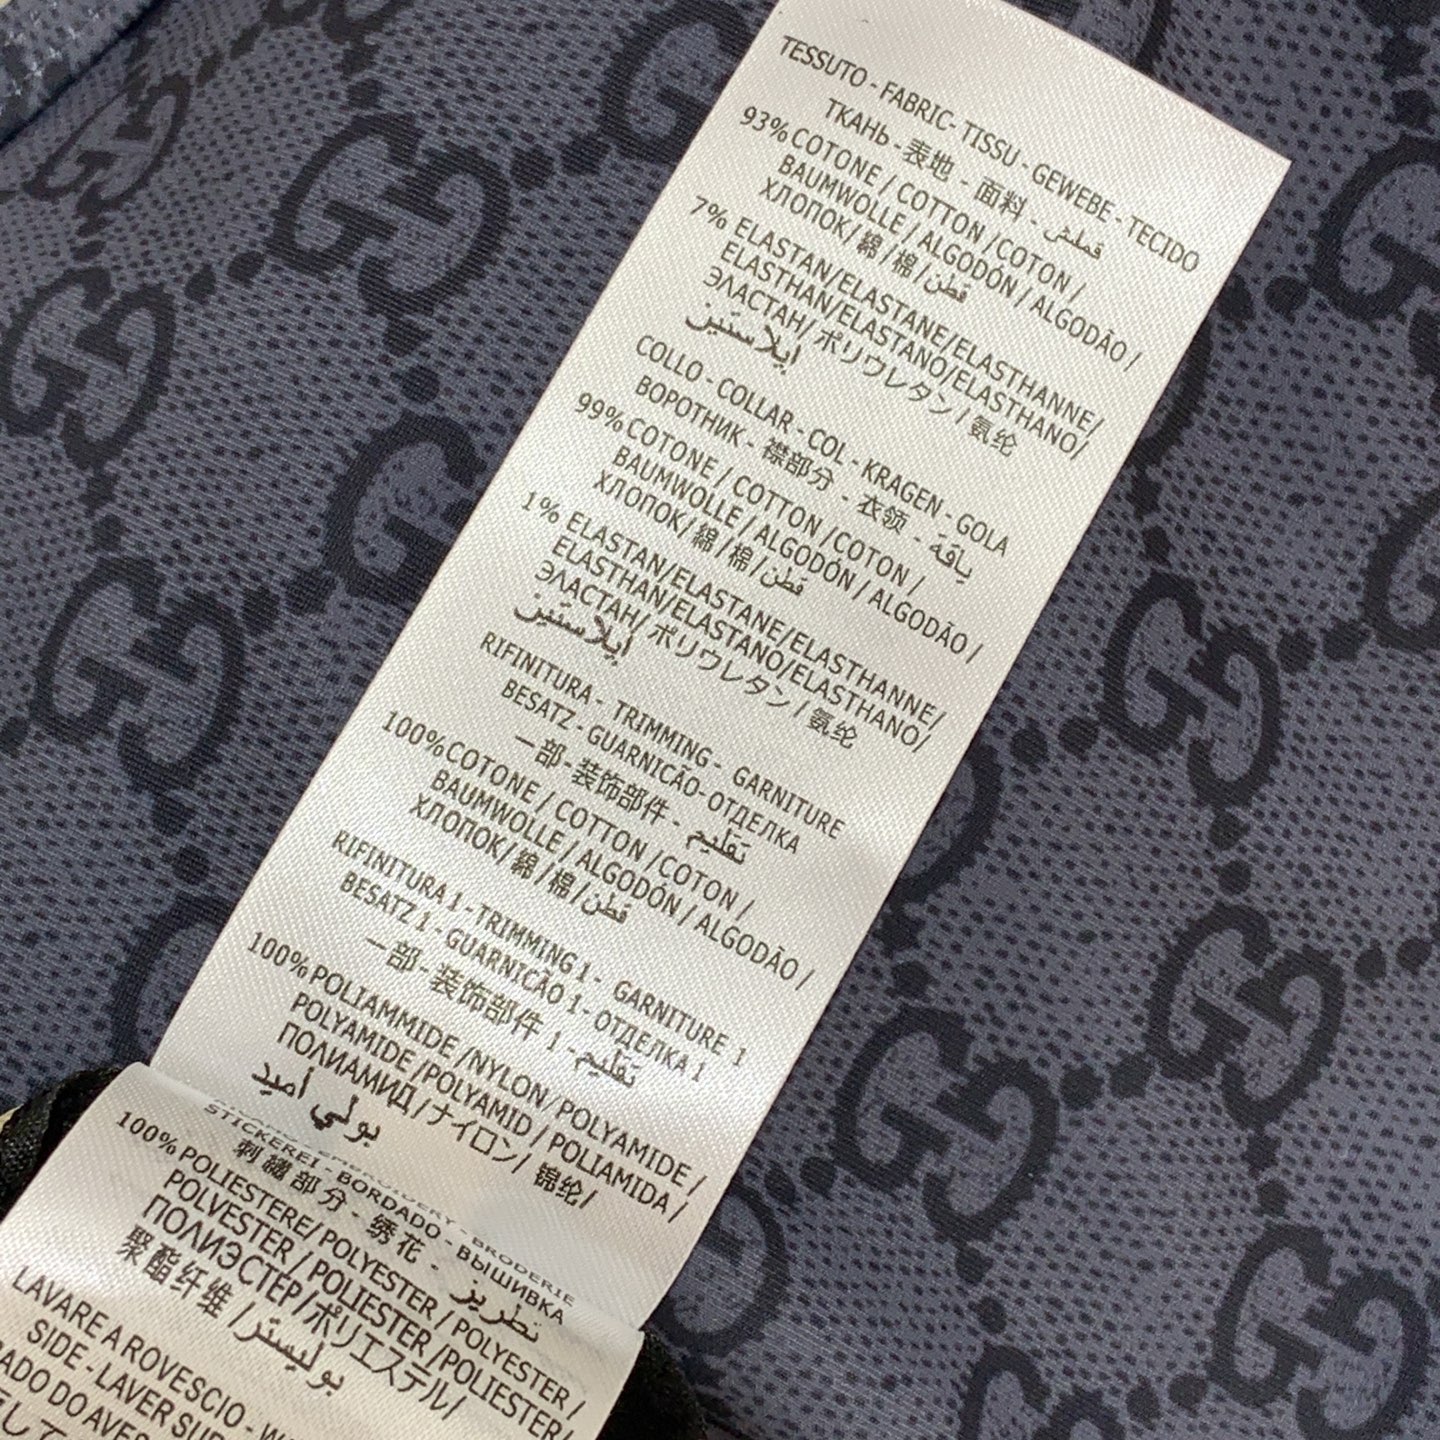 TESSUTO - FABRIC- TISSU - GEWEBE - TECIDO
ТКАНЬ - 表地 - 面料 - قماش
93%COTONE / COTTON /COTON /
BAUMWOLLE / ALGODÓN / ALGODÃO /
ХЛОПОК/ 綿 / 棉/ قطن
7% ELASTAN/ELASTANE/ELASTHANNE/
ELASTHAN/ELASTANO/ELASTHANO/
ЭЛАСТАН/ ポリウレタン / 氨纶
إيلاستين
COLLO - COLLAR - COL - KRAGEN - GOLA
ВОРОТНИК - 襟部分 - 衣领 - ياقة
99%COTONE / COTTON /COTON /
BAUMWOLLE / ALGODÓN / ALGODÃO /
ХЛОПОК/ 綿 / 棉/ قطن
1% ELASTAN/ELASTANE/ELASTHANNE/
ELASTHAN/ELASTANO/ELASTHANO/
ЭЛАСТАН/ ポリウレタン / 氨纶
إيلاستين
RIFINITURA - TRIMMING - GARNITURE
BESATZ - GUARNICÃO- ОТДЕЛКА
一部- 装饰部件 - تقليم
100%COTONE / COTTON /COTON /
BAUMWOLLE / ALGODÓN / ALGODÃO /
ХЛОПОК/ 綿 / 棉/ قطن
RIFINITURA 1 - TRIMMING 1 - GARNITURE 1
BESATZ 1 - GUARNICÃO 1- ОТДЕЛКА 1
一部- 装饰部件 1 - تقليم
100%POLIAMMIDE /NYLON/ POLYAMIDE /
POLYAMIDE /POLYAMID / POLIAMIDA /
ПОЛИАМИД /ナイロン/ 锦纶/
بولي أميد
STICKEREI - BORDADO - ВЫШИВКА
刺繍部分 - 绣花 - تطريز
100% POLIESTERE/ POLYESTER / POLYESTER /
POLVESTER / POLIESTER /POLIESTER/
ПОЛИЭСТЕР/ポリエステル/
聚酯纤维 /بوليستر/
LAVARE A ROVESCIO - W
SIDE - LAVER SUR
DO AVES